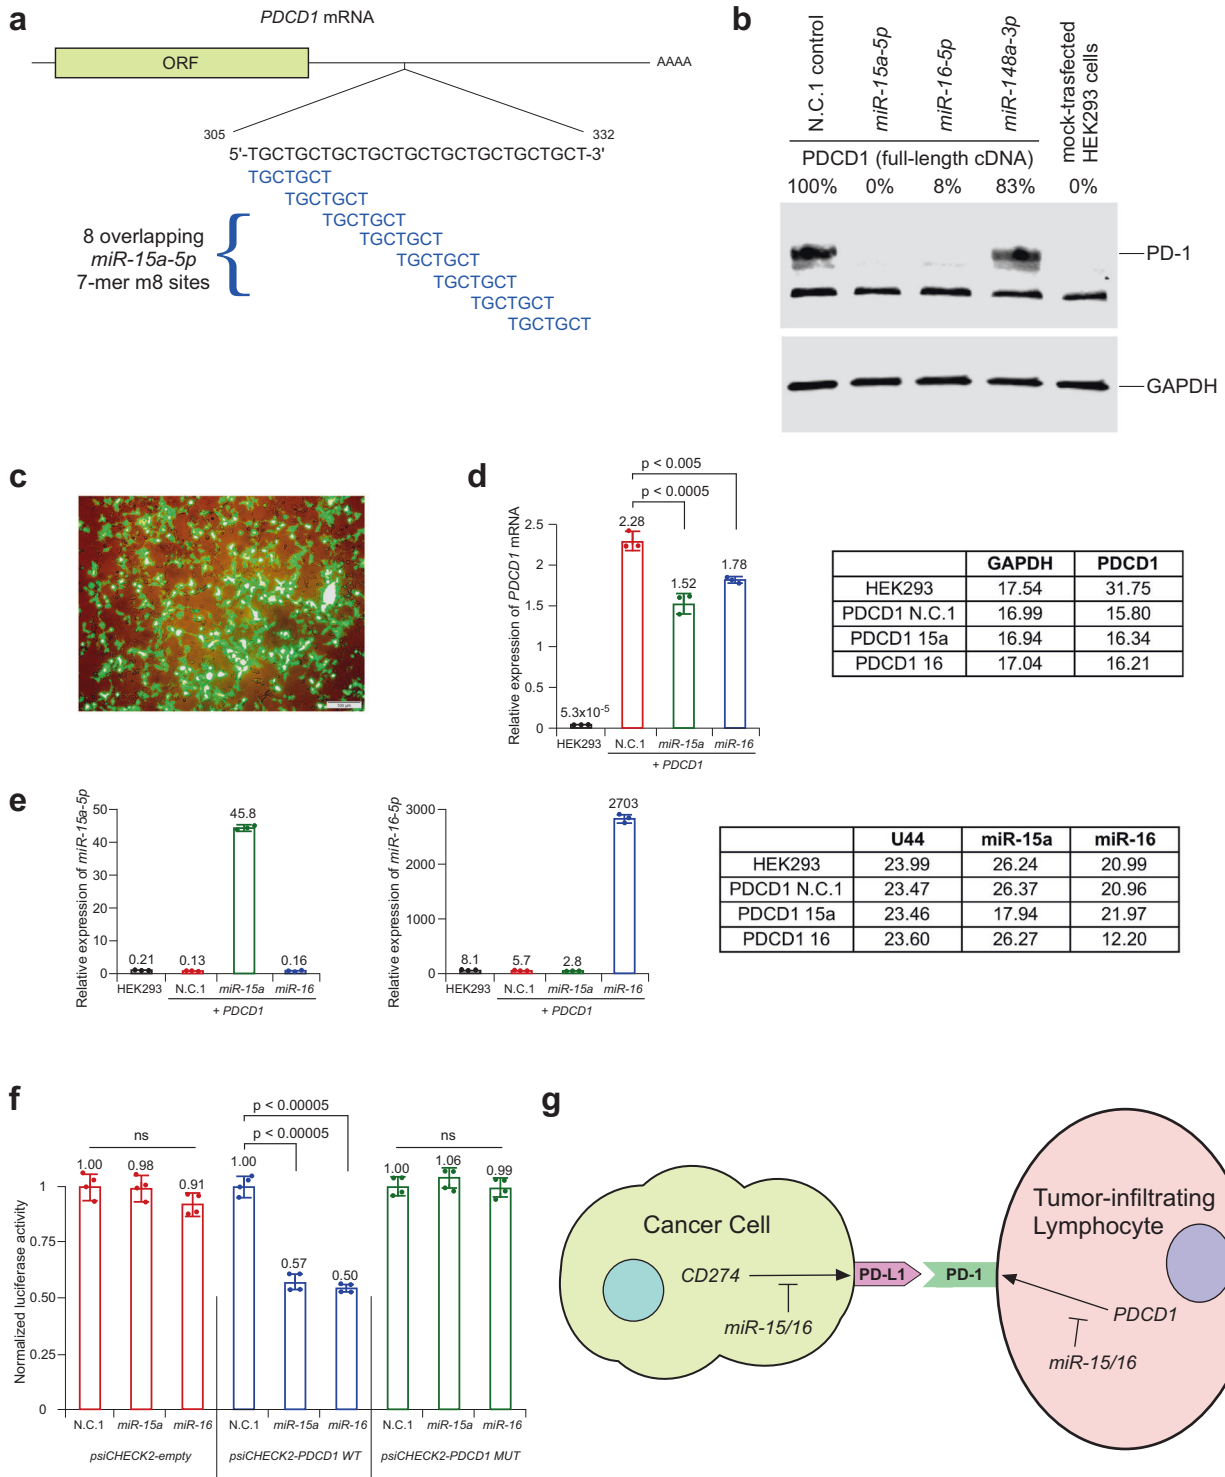 a
PDCD1 mRNA
ORF
AAAA
305
332
5'-TGCTGCTGCTGCTGCTGCTGCTGCTGCT-3'
TGCTGCT
TGCTGCT
TGCTGCT
TGCTGCT
TGCTGCT
TGCTGCT
TGCTGCT
TGCTGCT
8 overlapping
miR-15a-5p
7-mer m8 sites
b
N.C.1 control
miR-15a-5p
miR-16-5p
miR-148a-3p
mock-transfected
HEK293 cells
PDCD1 (full-length cDNA)
100% 0% 8% 83% 0%
PD-1
GAPDH
c
100 µm
d
p < 0.005
p < 0.0005
Relative expression of PDCD1 mRNA
2.5
2
1.5
1
0.5
0
5.3x10-5
2.28
1.52
1.78
HEK293 N.C.1 miR-15a miR-16
+ PDCD1
GAPDH PDCD1
HEK293 17.54 31.75
PDCD1 N.C.1 16.99 15.80
PDCD1 15a 16.94 16.34
PDCD1 16 17.04 16.21
e
Relative expression of miR-15a-5p
50
40
30
20
10
0
0.21
0.13
45.8
0.16
HEK293 N.C.1 miR-15a miR-16
+ PDCD1
Relative expression of miR-16-5p
3000
2000
1000
0
8.1
5.7
2.8
2703
HEK293 N.C.1 miR-15a miR-16
+ PDCD1
U44 miR-15a miR-16
HEK293 23.99 26.24 20.99
PDCD1 N.C.1 23.47 26.37 20.96
PDCD1 15a 23.46 17.94 21.97
PDCD1 16 23.60 26.27 12.20
f
Normalized luciferase activity
1
0.75
0.50
0.25
0
ns
1.00 0.98 0.91
p < 0.00005
p < 0.00005
1.00 0.57 0.50
ns
1.00 1.06 0.99
N.C.1 miR-15a miR-16 N.C.1 miR-15a miR-16 N.C.1 miR-15a miR-16
psiCHECK2-empty psiCHECK2-PDCD1 WT psiCHECK2-PDCD1 MUT
g
Cancer Cell
CD274
miR-15/16
PD-L1
PD-1
Tumor-infiltrating
Lymphocyte
PDCD1
miR-15/16